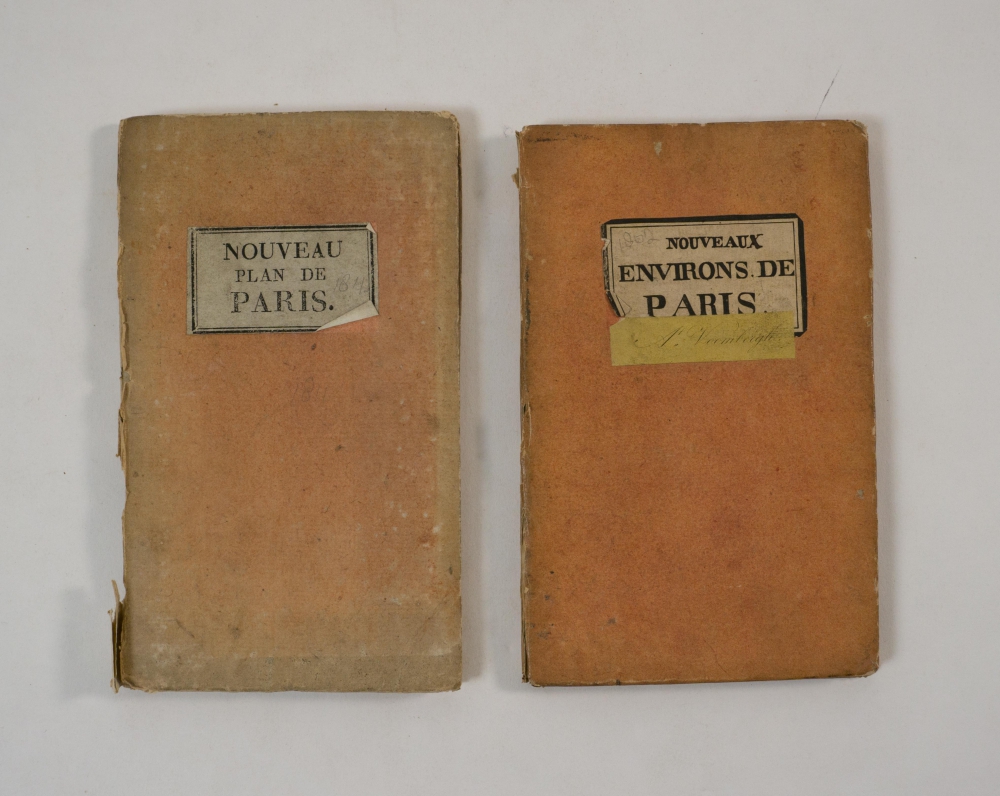 NOUVEAU
PLAN DE
PARIS.
NOUVEAUX
ENVIRONS. DE
PARIS.